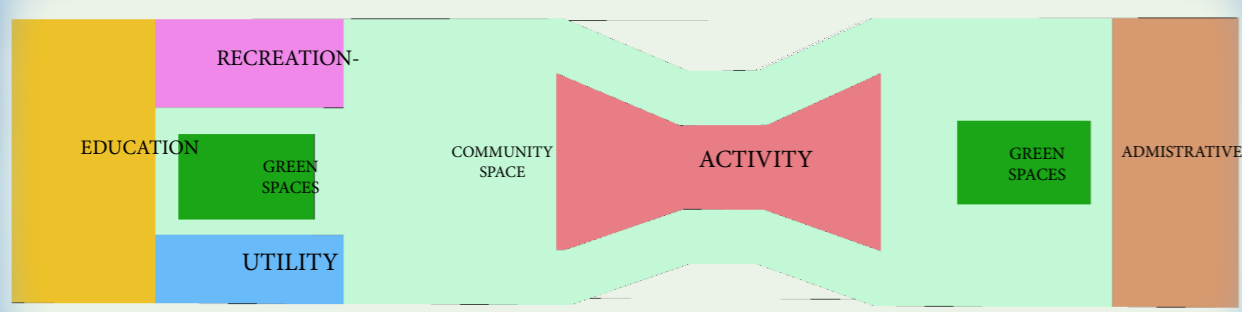 RECREATION-
EDUCATION
GREEN
SPACES
UTILITY
COMMUNITY
SPACE
ACTIVITY
GREEN
SPACES
ADMISTRATIVE